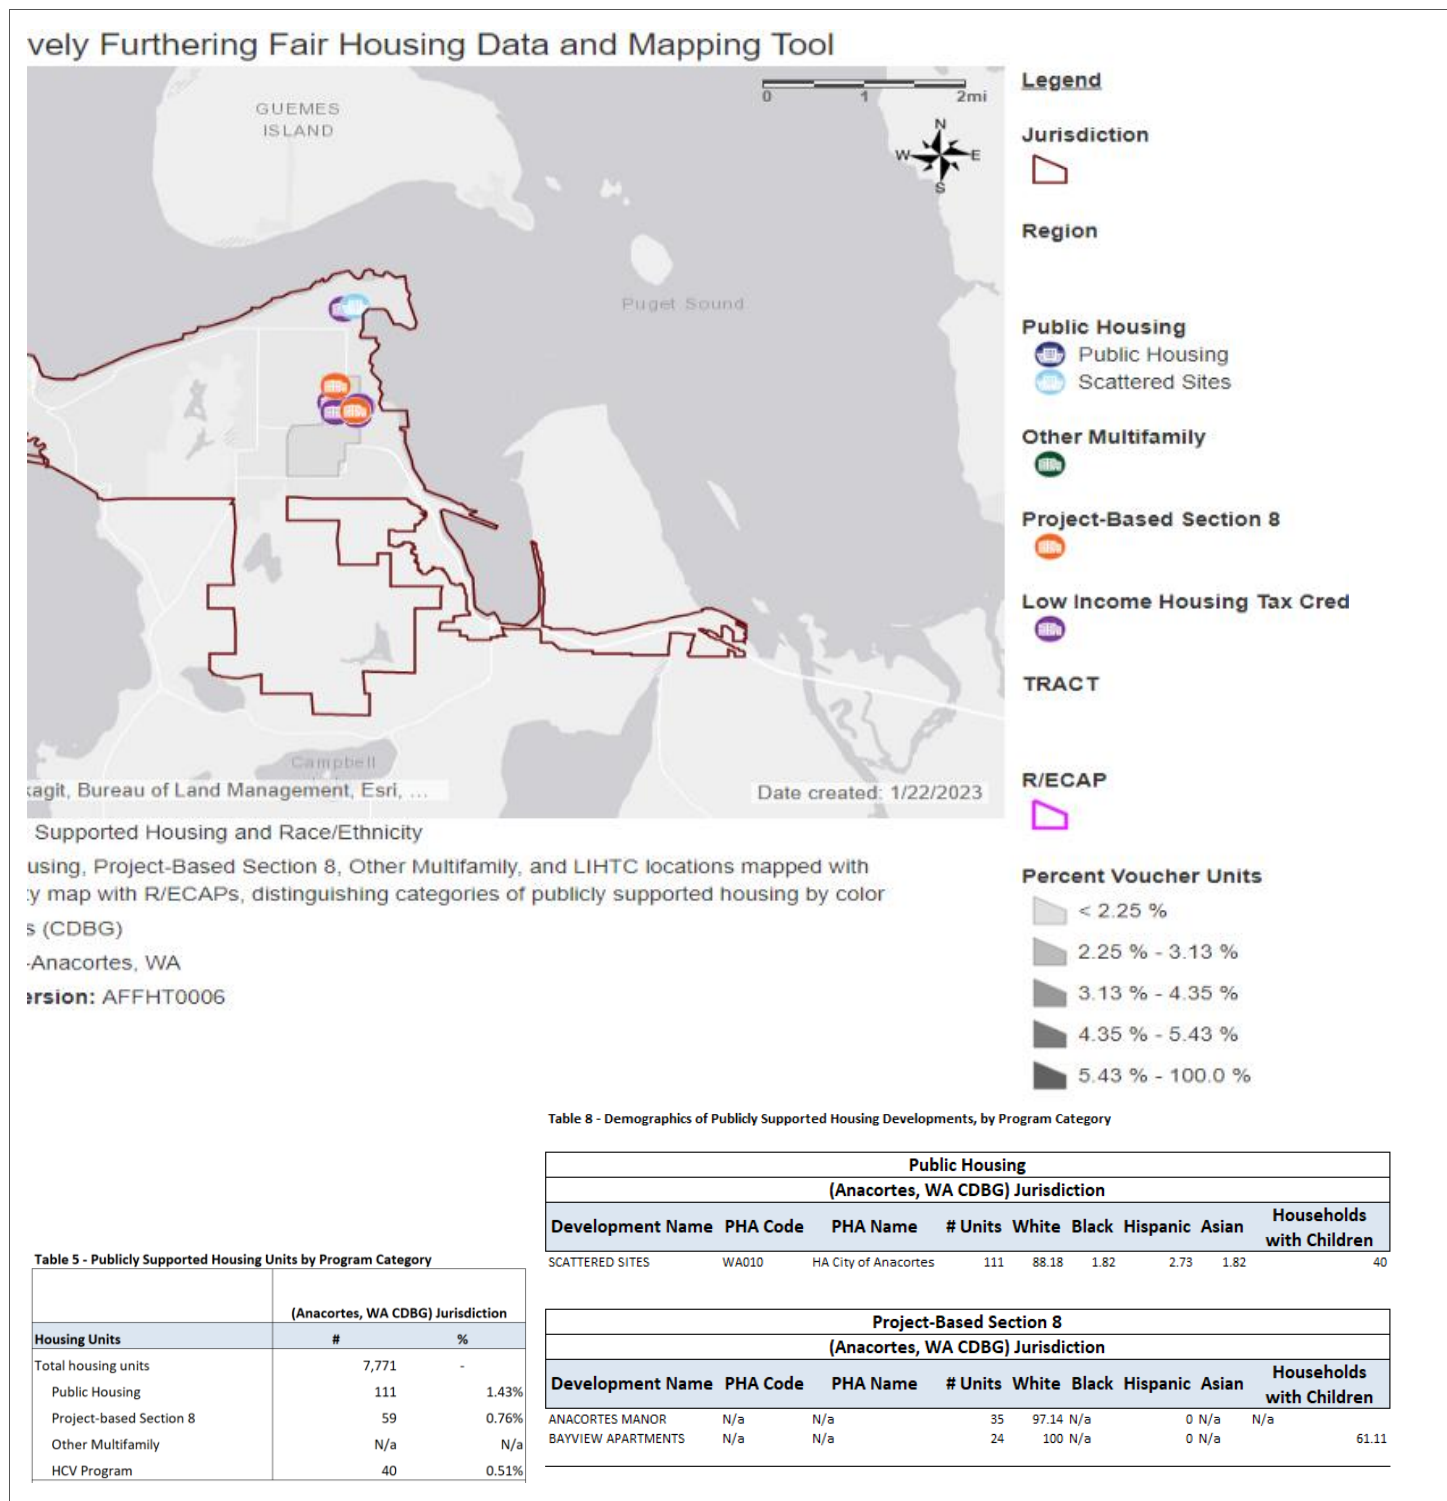 vely Furthering Fair Housing Data and Mapping Tool
GUEMES
ISLAND
0 1 2mi
N
W E
S
Puget Sound
Campbell
kagit, Bureau of Land Management, Esri, ...
Date created: 1/22/2023
Legend
Jurisdiction
Region
Public Housing
Public Housing
Scattered Sites
Other Multifamily
Project-Based Section 8
Low Income Housing Tax Cred
TRACT
R/ECAP
Percent Voucher Units
< 2.25 %
2.25 % - 3.13 %
3.13 % - 4.35 %
4.35 % - 5.43 %
5.43 % - 100.0 %
Supported Housing and Race/Ethnicity
using, Project-Based Section 8, Other Multifamily, and LIHTC locations mapped with
y map with R/ECAPs, distinguishing categories of publicly supported housing by color
s (CDBG)
-Anacortes, WA
ersion: AFFHT0006
Table 5 - Publicly Supported Housing Units by Program Category
(Anacortes, WA CDBG) Jurisdiction
Housing Units # %
Total housing units 7,771 -
Public Housing 111 1.43%
Project-based Section 8 59 0.76%
Other Multifamily N/a N/a
HCV Program 40 0.51%
Table 8 - Demographics of Publicly Supported Housing Developments, by Program Category
Public Housing
(Anacortes, WA CDBG) Jurisdiction
Development Name PHA Code PHA Name # Units White Black Hispanic Asian Households with Children
SCATTERED SITES WA010 HA City of Anacortes 111 88.18 1.82 2.73 1.82 40
Project-Based Section 8
(Anacortes, WA CDBG) Jurisdiction
Development Name PHA Code PHA Name # Units White Black Hispanic Asian Households with Children
ANACORTES MANOR N/a N/a 35 97.14 N/a 0 N/a N/a
BAYVIEW APARTMENTS N/a N/a 24 100 N/a 0 N/a 61.11